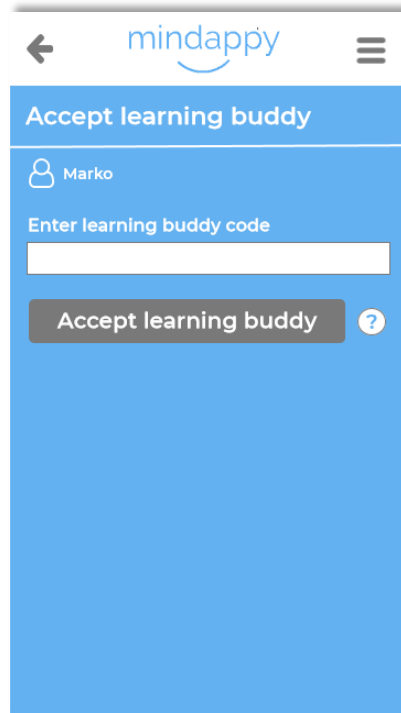 mindappy
Accept learning buddy
Marko
Enter learning buddy code
Accept learning buddy ?